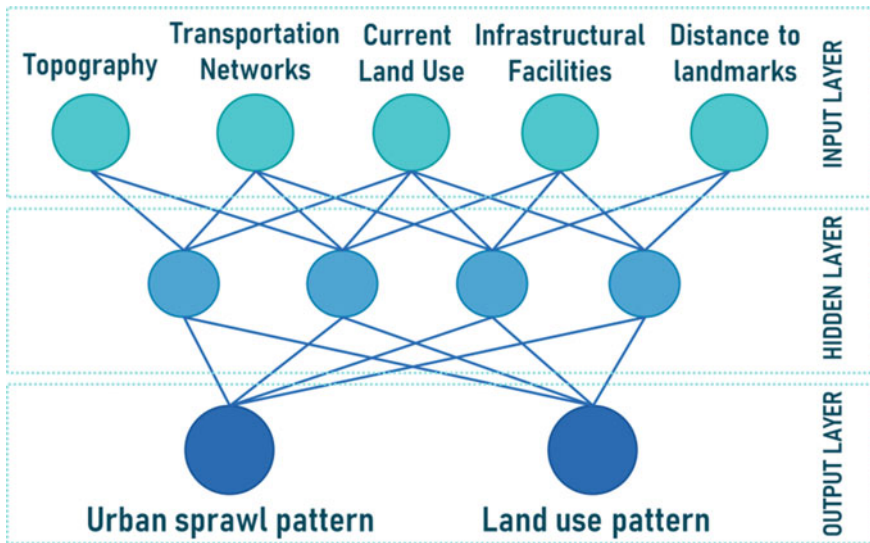 Topography
Transportation
Networks
Current
Land Use
Infrastructural
Facilities
Distance to
landmarks
INPUT LAYER
HIDDEN LAYER
OUTPUT LAYER
Urban sprawl pattern
Land use pattern